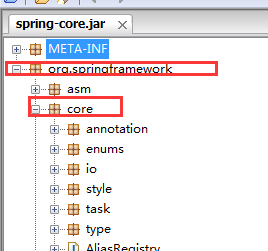 spring-core.jar
META-INF
org.springframework
asm
core
annotation
enums
io
style
task
type
AliasRegistry